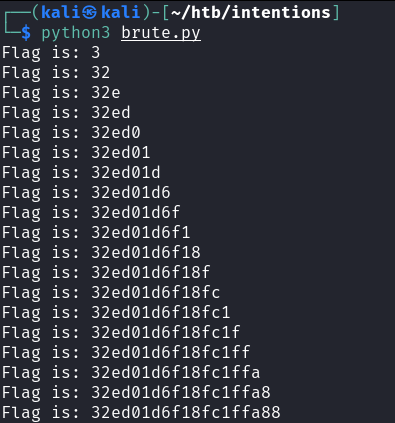 ┌──(kali㉿kali)-[~/htb/intentions]
└─$ python3 brute.py
Flag is: 3
Flag is: 32
Flag is: 32e
Flag is: 32ed
Flag is: 32ed0
Flag is: 32ed01
Flag is: 32ed01d
Flag is: 32ed01d6
Flag is: 32ed01d6f
Flag is: 32ed01d6f1
Flag is: 32ed01d6f18
Flag is: 32ed01d6f18f
Flag is: 32ed01d6f18fc
Flag is: 32ed01d6f18fc1
Flag is: 32ed01d6f18fc1f
Flag is: 32ed01d6f18fc1ff
Flag is: 32ed01d6f18fc1ffa
Flag is: 32ed01d6f18fc1ffa8
Flag is: 32ed01d6f18fc1ffa88